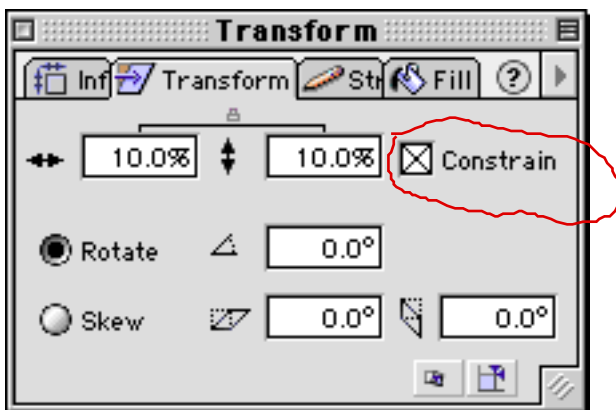 Transform
Inf Transform Str Fill ?
10.0% 10.0% Constrain
Rotate 0.0°
Skew 0.0° 0.0°